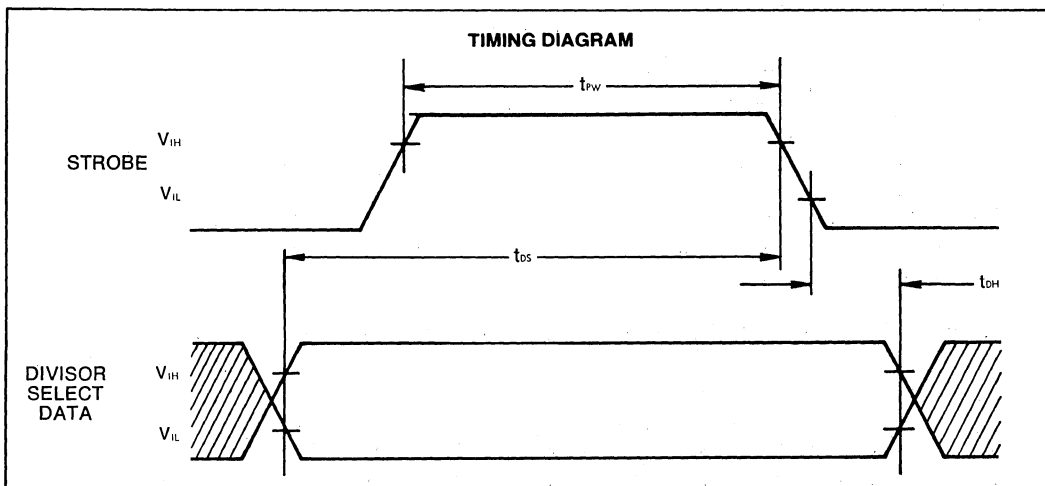 TIMING DIAGRAM
tPW
VIH
STROBE
VIL
tDS
tDH
DIVISOR
SELECT
DATA
VIH
VIL